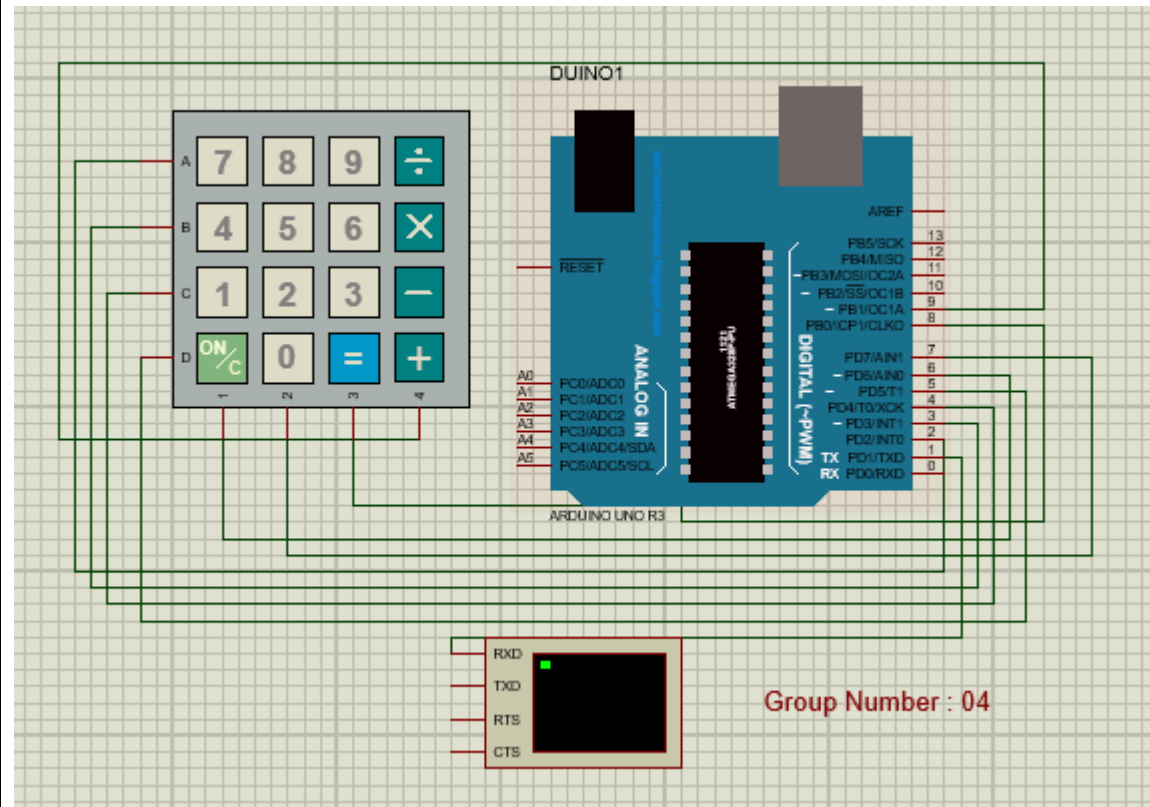 DUINO1
A
B
C
D
7 8 9 ÷
4 5 6 ×
1 2 3 −
ON/C 0 = +
1 2 3 4
RESET
ANALOG IN
A0 PC0/ADC0
A1 PC1/ADC1
A2 PC2/ADC2
A3 PC3/ADC3
A4 PC4/ADC4/SDA
A5 PC5/ADC5/SCL
1121
ATMEGA328P-PU
DIGITAL (~PWM)
AREF
PB5/SCK 13
PB4/MISO 12
~PB3/MOSI/OC2A 11
~ PB2/SS/OC1B 10
~ PB1/OC1A 9
PB0/ICP1/CLKO 8
PD7/AIN1 7
~ PD6/AIN0 6
~ PD5/T1 5
PD4/T0/XCK 4
~ PD3/INT1 3
PD2/INT0 2
TX PD1/TXD 1
RX PD0/RXD 0
ARDUINO UNO R3
RXD
TXD
RTS
CTS
Group Number : 04